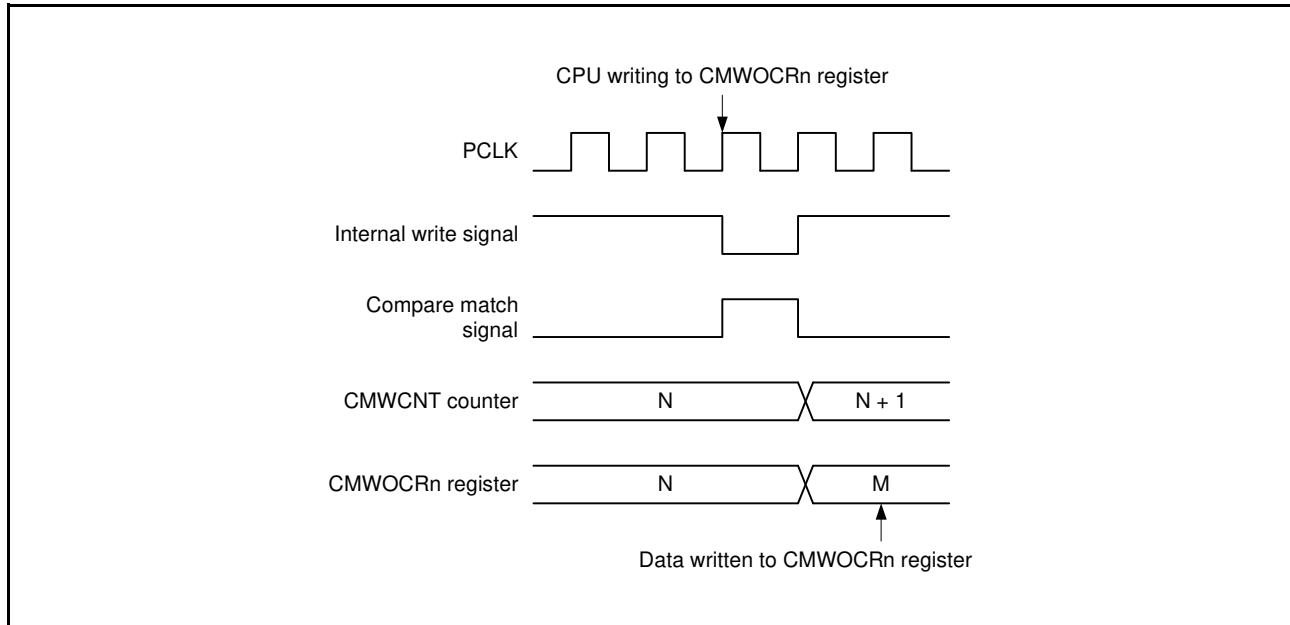 CPU writing to CMWOCRn register
PCLK
Internal write signal
Compare match
signal
CMWCNT counter
N
N + 1
CMWOCRn register
N
M
Data written to CMWOCRn register